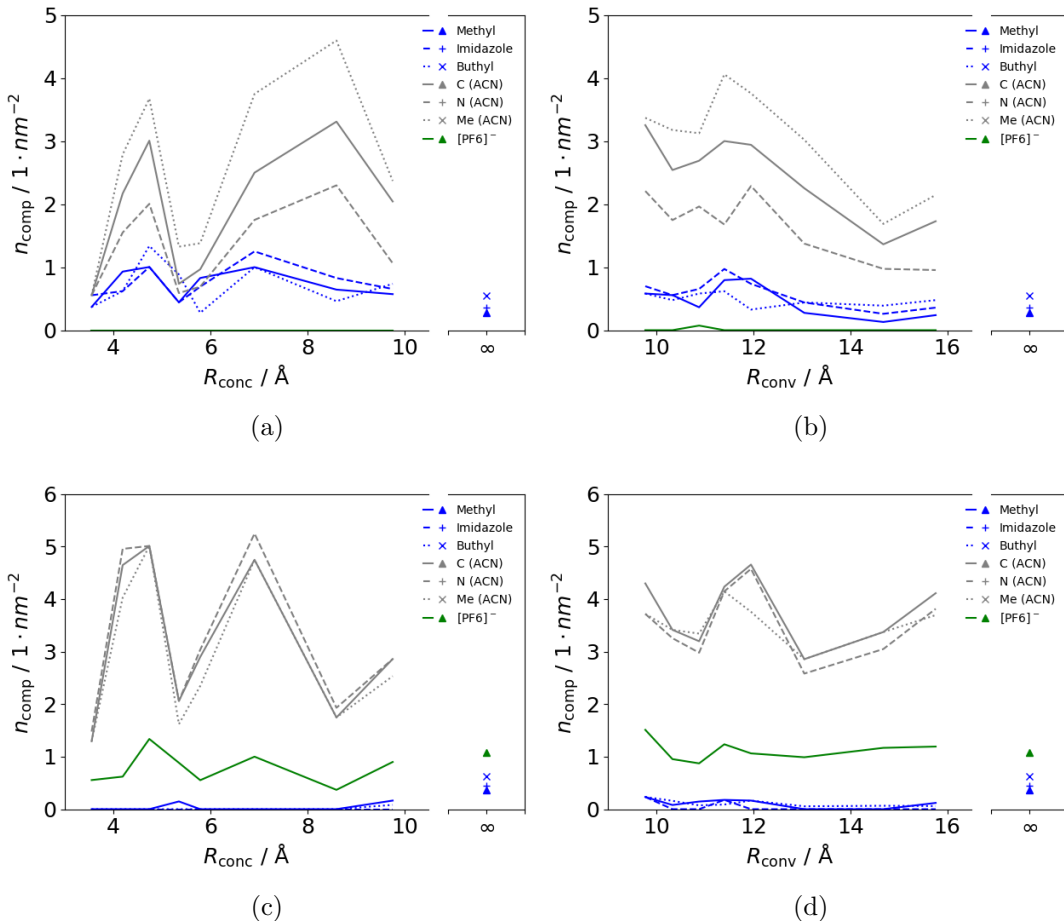 5
4
3
2
1
0
n_comp / 1 · nm⁻²
4 6 8 10 ∞
R_conc / Å
Methyl
Imidazole
Buthyl
C (ACN)
N (ACN)
Me (ACN)
[PF6]⁻
(a)
5
4
3
2
1
0
n_comp / 1 · nm⁻²
10 12 14 16 ∞
R_conv / Å
Methyl
Imidazole
Buthyl
C (ACN)
N (ACN)
Me (ACN)
[PF6]⁻
(b)
6
5
4
3
2
1
0
n_comp / 1 · nm⁻²
4 6 8 10 ∞
R_conc / Å
Methyl
Imidazole
Buthyl
C (ACN)
N (ACN)
Me (ACN)
[PF6]⁻
(c)
6
5
4
3
2
1
0
n_comp / 1 · nm⁻²
10 12 14 16 ∞
R_conv / Å
Methyl
Imidazole
Buthyl
C (ACN)
N (ACN)
Me (ACN)
[PF6]⁻
(d)